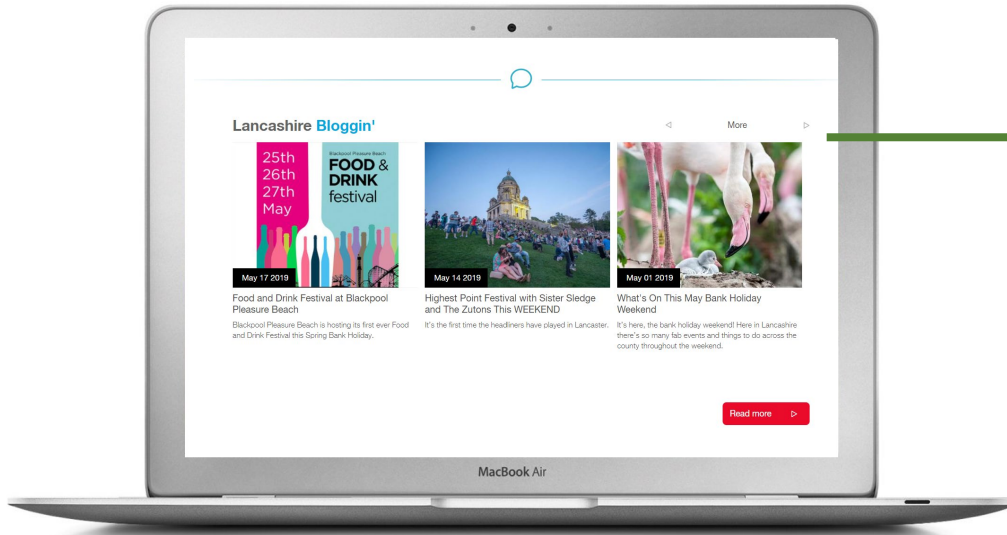 Lancashire Bloggin'
More
25th
26th
27th
May
Blackpool Pleasure Beach
FOOD &
DRINK
festival
May 17 2019
Food and Drink Festival at Blackpool
Pleasure Beach
Blackpool Pleasure Beach is hosting its first ever Food
and Drink Festival this Spring Bank Holiday.
May 14 2019
Highest Point Festival with Sister Sledge
and The Zutons This WEEKEND
It's the first time the headliners have played in Lancaster.
May 01 2019
What's On This May Bank Holiday
Weekend
It's here, the bank holiday weekend! Here in Lancashire
there's so many fab events and things to do across the
county throughout the weekend.
Read more
MacBook Air